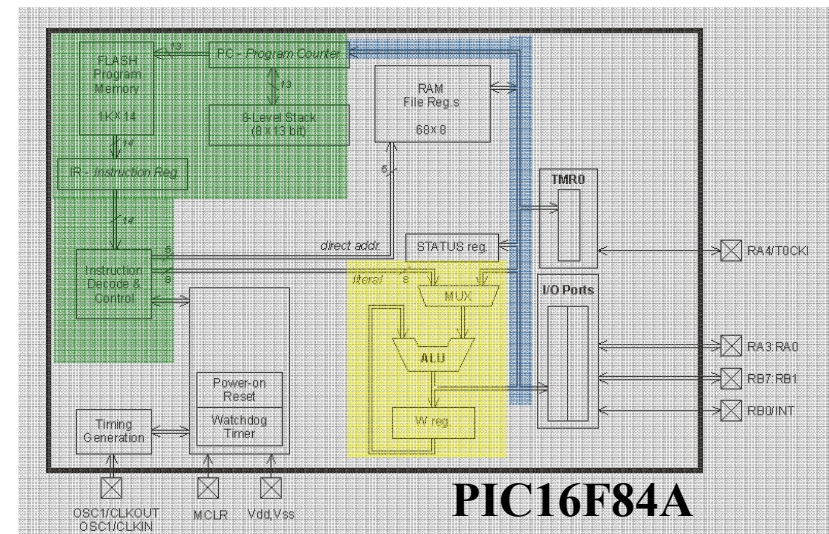 FLASH
Program
Memory
1K×14
13
PC - Program Counter
13
8-Level Stack
(8 x 13 bit)
RAM
File Reg.s
68×8
14
IR - Instruction Reg
14
5
TMR0
RA4/T0CKI
direct addr.
STATUS reg.
5
8
Instruction
Decode &
Control
literal
8
MUX
I/O Ports
ALU
RA3:RA0
RB7:RB1
RB0/INT
Power-on
Reset
Watchdog
Timer
Timing
Generation
W reg.
OSC1/CLKOUT
OSC1/CLKIN
MCLR
Vdd,Vss
PIC16F84A